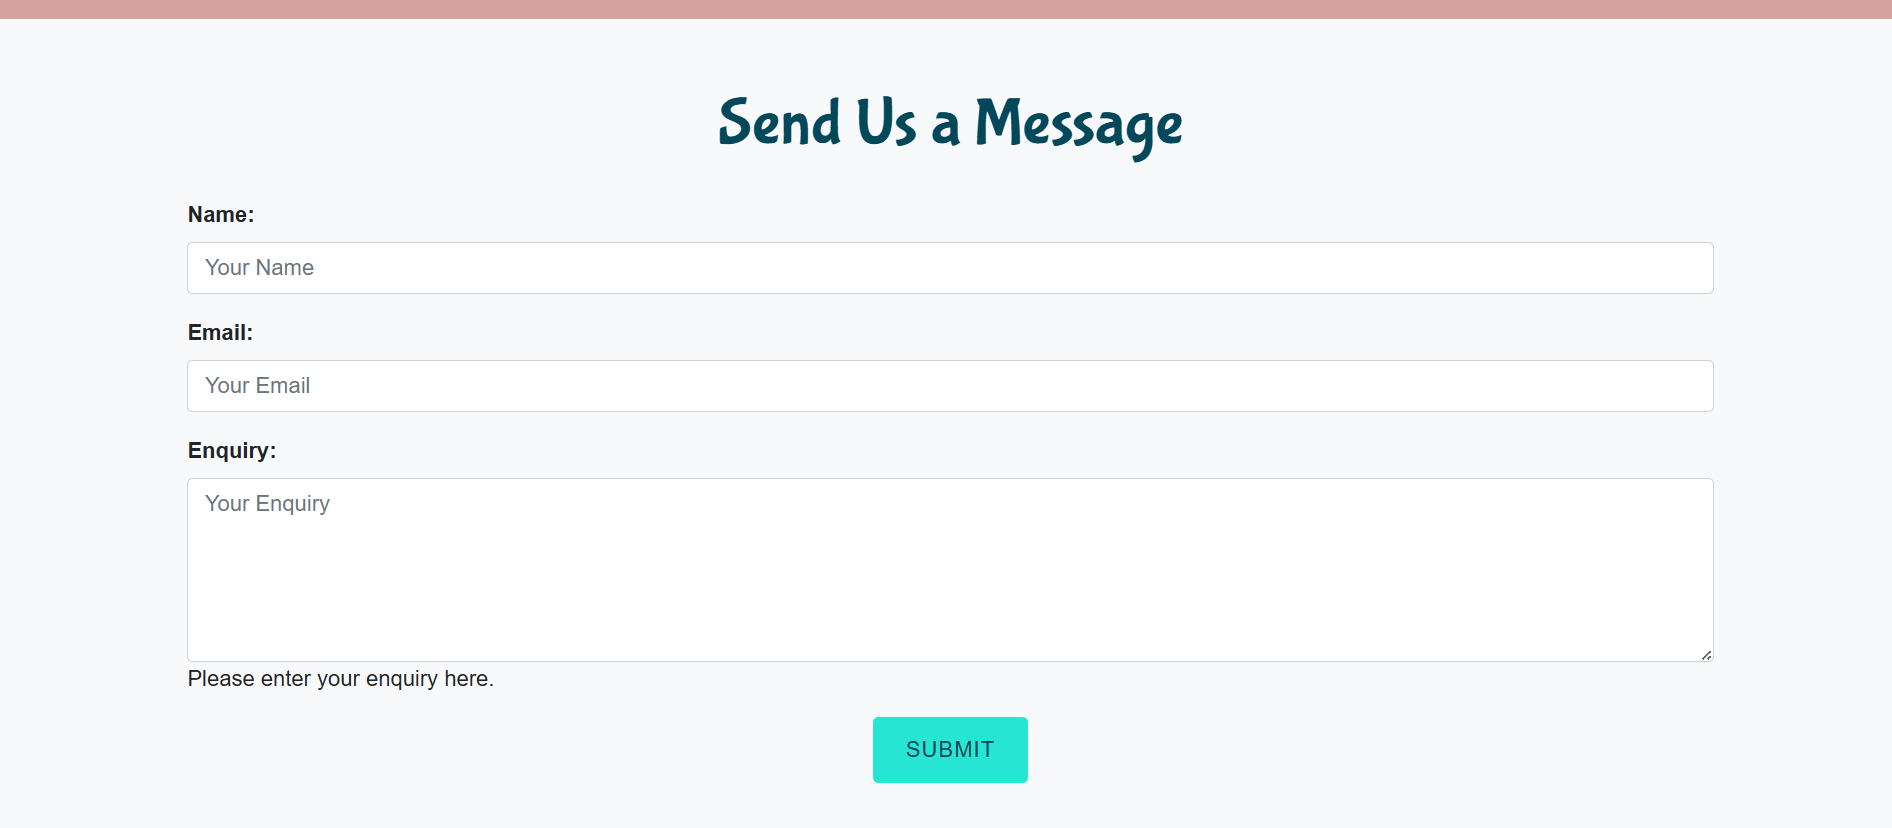 Send Us a Message
Name:
Your Name
Email:
Your Email
Enquiry:
Your Enquiry
Please enter your enquiry here.
SUBMIT